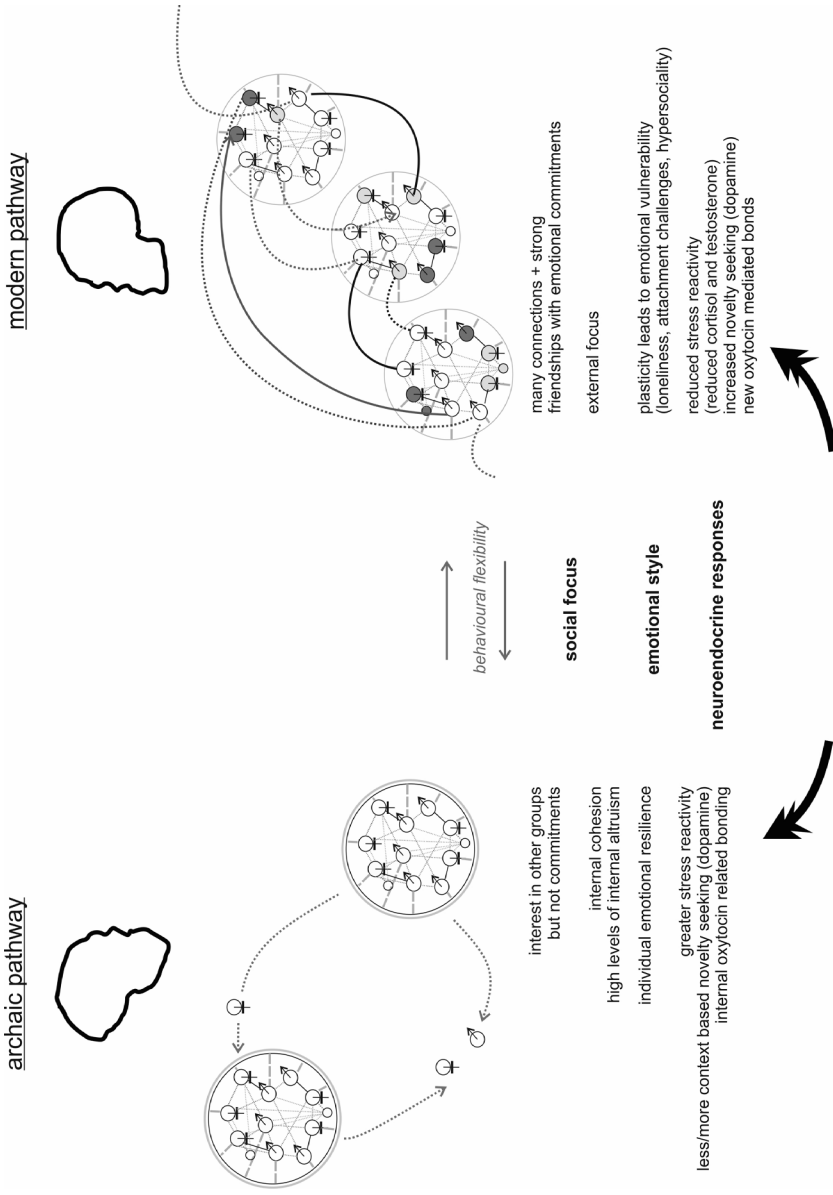 archaic pathway
modern pathway
behavioural flexibility
interest in other groups
but not commitments
social focus
many connections + strong
friendships with emotional commitments
internal cohesion
high levels of internal altruism
external focus
individual emotional resilience
emotional style
plasticity leads to emotional vulnerability
(loneliness, attachment challenges, hypersociality)
greater stress reactivity
less/more context based novelty seeking (dopamine)
internal oxytocin related bonding
neuroendocrine responses
reduced stress reactivity
(reduced cortisol and testosterone)
increased novelty seeking (dopamine)
new oxytocin mediated bonds